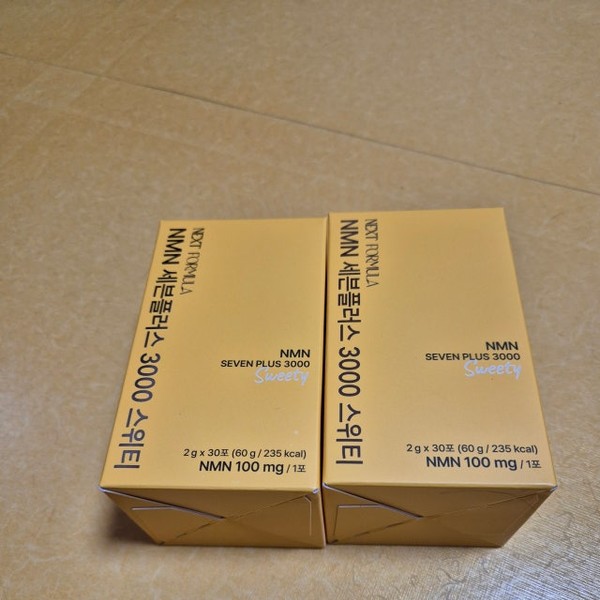 NEXT FORMULA
NMN 세븐플러스 3000 스위티
NMN
SEVEN PLUS 3000
Sweety
2 g x 30포 (60 g / 235 kcal)
NMN 100 mg / 1포
NEXT FORMULA
NMN 세븐플러스 3000 스위티
NMN
SEVEN PLUS 3000
Sweety
2 g x 30포 (60 g / 235 kcal)
NMN 100 mg / 1포